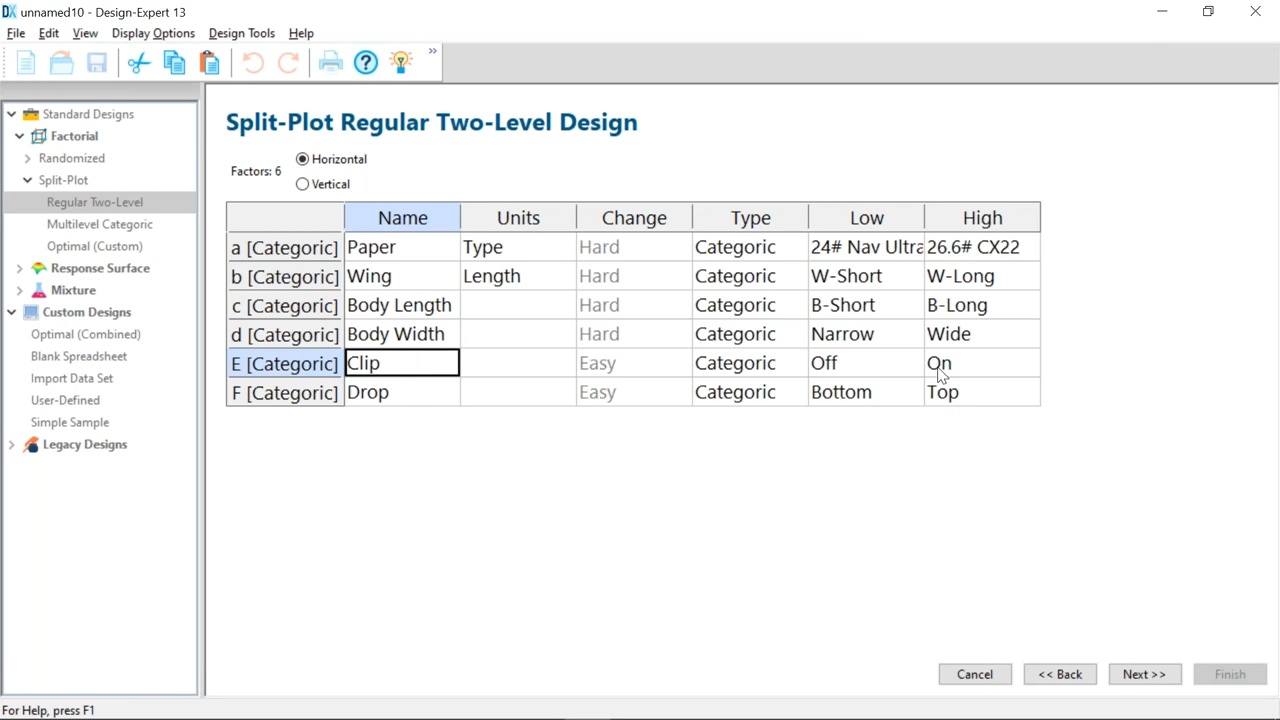 DX unnamed10 - Design-Expert 13
File Edit View Display Options Design Tools Help
»
Standard Designs
Factorial
Randomized
Split-Plot
Regular Two-Level
Multilevel Categoric
Optimal (Custom)
Response Surface
Mixture
Custom Designs
Optimal (Combined)
Blank Spreadsheet
Import Data Set
User-Defined
Simple Sample
Legacy Designs
Split-Plot Regular Two-Level Design
Factors: 6
Horizontal
Vertical
Name Units Change Type Low High
a [Categoric] Paper Type Hard Categoric 24# Nav Ultra 26.6# CX22
b [Categoric] Wing Length Hard Categoric W-Short W-Long
c [Categoric] Body Length Hard Categoric B-Short B-Long
d [Categoric] Body Width Hard Categoric Narrow Wide
E [Categoric] Clip Easy Categoric Off On
F [Categoric] Drop Easy Categoric Bottom Top
Cancel << Back Next >> Finish
For Help, press F1